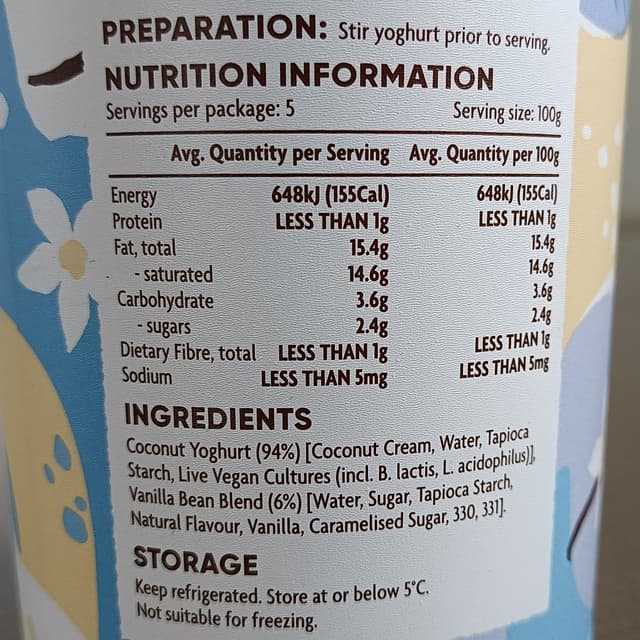 PREPARATION: Stir yoghurt prior to serving.
NUTRITION INFORMATION
Servings per package: 5 Serving size: 100g
Avg. Quantity per Serving Avg. Quantity per 100g
Energy 648kJ (155Cal) 648kJ (155Cal)
Protein LESS THAN 1g LESS THAN 1g
Fat, total 15.4g 15.4g
- saturated 14.6g 14.6g
Carbohydrate 3.6g 3.6g
- sugars 2.4g 2.4g
Dietary Fibre, total LESS THAN 1g LESS THAN 1g
Sodium LESS THAN 5mg LESS THAN 5mg
INGREDIENTS
Coconut Yoghurt (94%) [Coconut Cream, Water, Tapioca
Starch, Live Vegan Cultures (incl. B. lactis, L. acidophilus)],
Vanilla Bean Blend (6%) [Water, Sugar, Tapioca Starch,
Natural Flavour, Vanilla, Caramelised Sugar, 330, 331].
STORAGE
Keep refrigerated. Store at or below 5°C.
Not suitable for freezing.